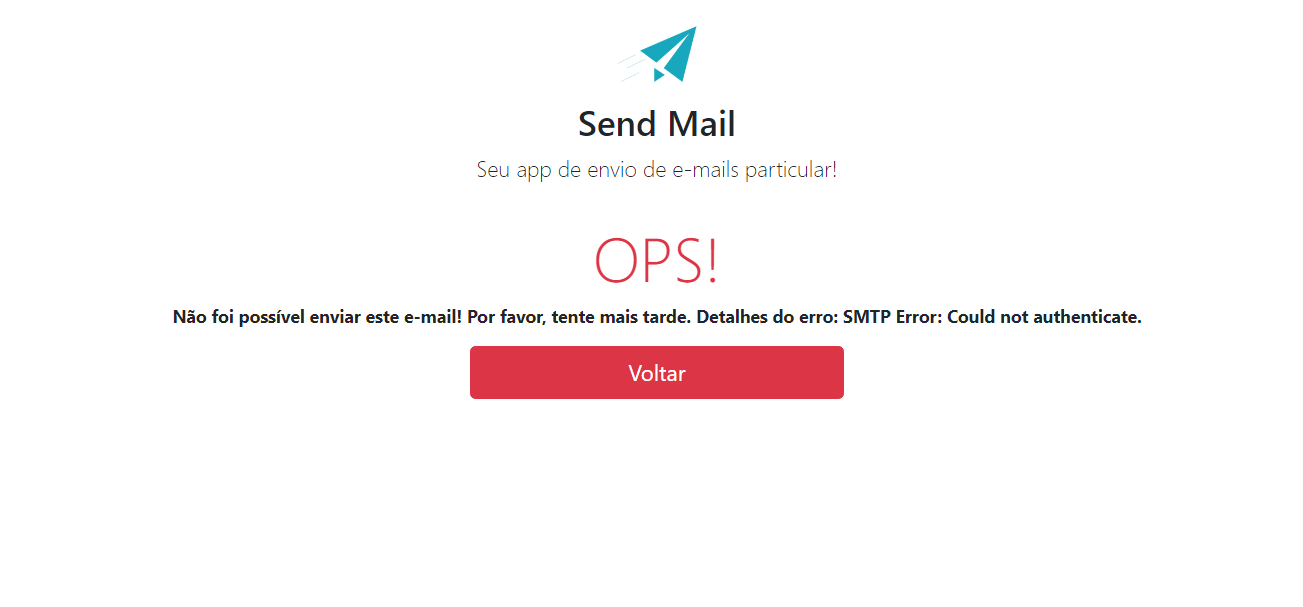 Send Mail
Seu app de envio de e-mails particular!
OPS!
Não foi possível enviar este e-mail! Por favor, tente mais tarde. Detalhes do erro: SMTP Error: Could not authenticate.
Voltar